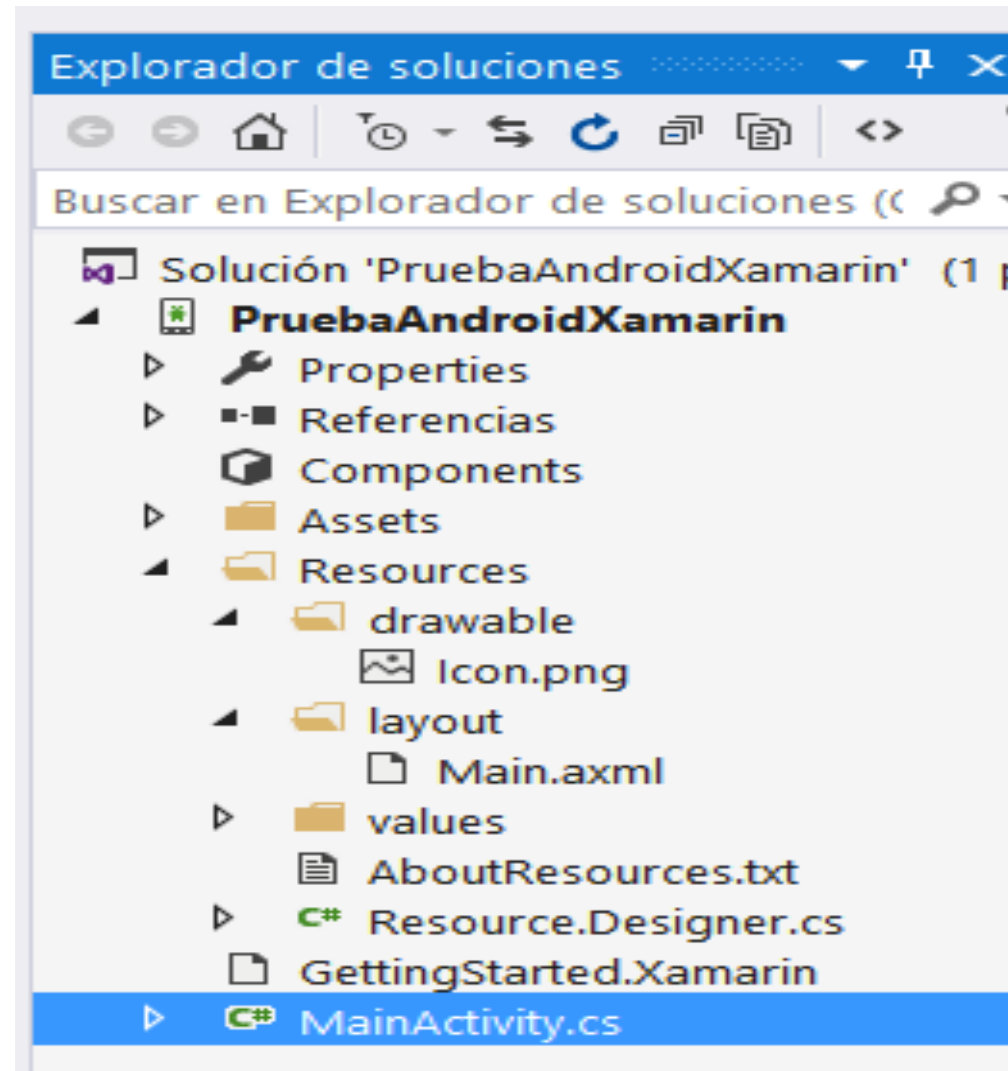 Explorador de soluciones
Buscar en Explorador de soluciones ((
Solución 'PruebaAndroidXamarin' (1 p
PruebaAndroidXamarin
Properties
Referencias
Components
Assets
Resources
drawable
Icon.png
layout
Main.axml
values
AboutResources.txt
C# Resource.Designer.cs
GettingStarted.Xamarin
C# MainActivity.cs